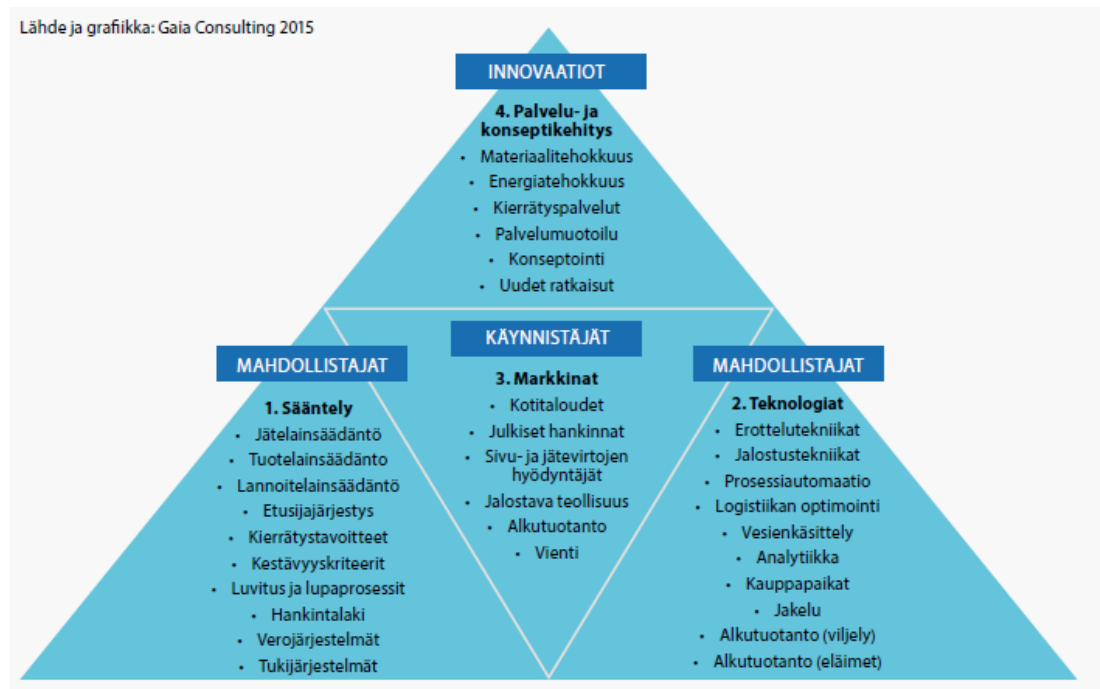 Lähde ja grafiikka: Gaia Consulting 2015
INNOVAATIOT
4. Palvelu- ja
konseptikehitys
• Materiaalitehokkuus
• Energiatehokkuus
• Kierrätyspalvelut
• Palvelumuotoilu
• Konseptointi
• Uudet ratkaisut
MAHDOLLISTAJAT
1. Sääntely
• Jätelainsäädäntö
• Tuotelainsäädänto
• Lannoitelainsäädäntö
• Etusijajärjestys
• Kierrätystavoitteet
• Kestävyyskriteerit
• Luvitus ja lupaprosessit
• Hankintalaki
• Verojärjestelmät
• Tukijärjestelmät
KÄYNNISTÄJÄT
3. Markkinat
• Kotitaloudet
• Julkiset hankinnat
• Sivu- ja jätevirtojen
hyödyntäjät
• Jalostava teollisuus
• Alkutuotanto
• Vienti
MAHDOLLISTAJAT
2. Teknologiat
• Erottelutekniikat
• Jalostustekniikat
• Prosessiautomaatio
• Logistiikan optimointi
• Vesienkäsittely
• Analytiikka
• Kauppapaikat
• Jakelu
• Alkutuotanto (viljely)
• Alkutuotanto (eläimet)